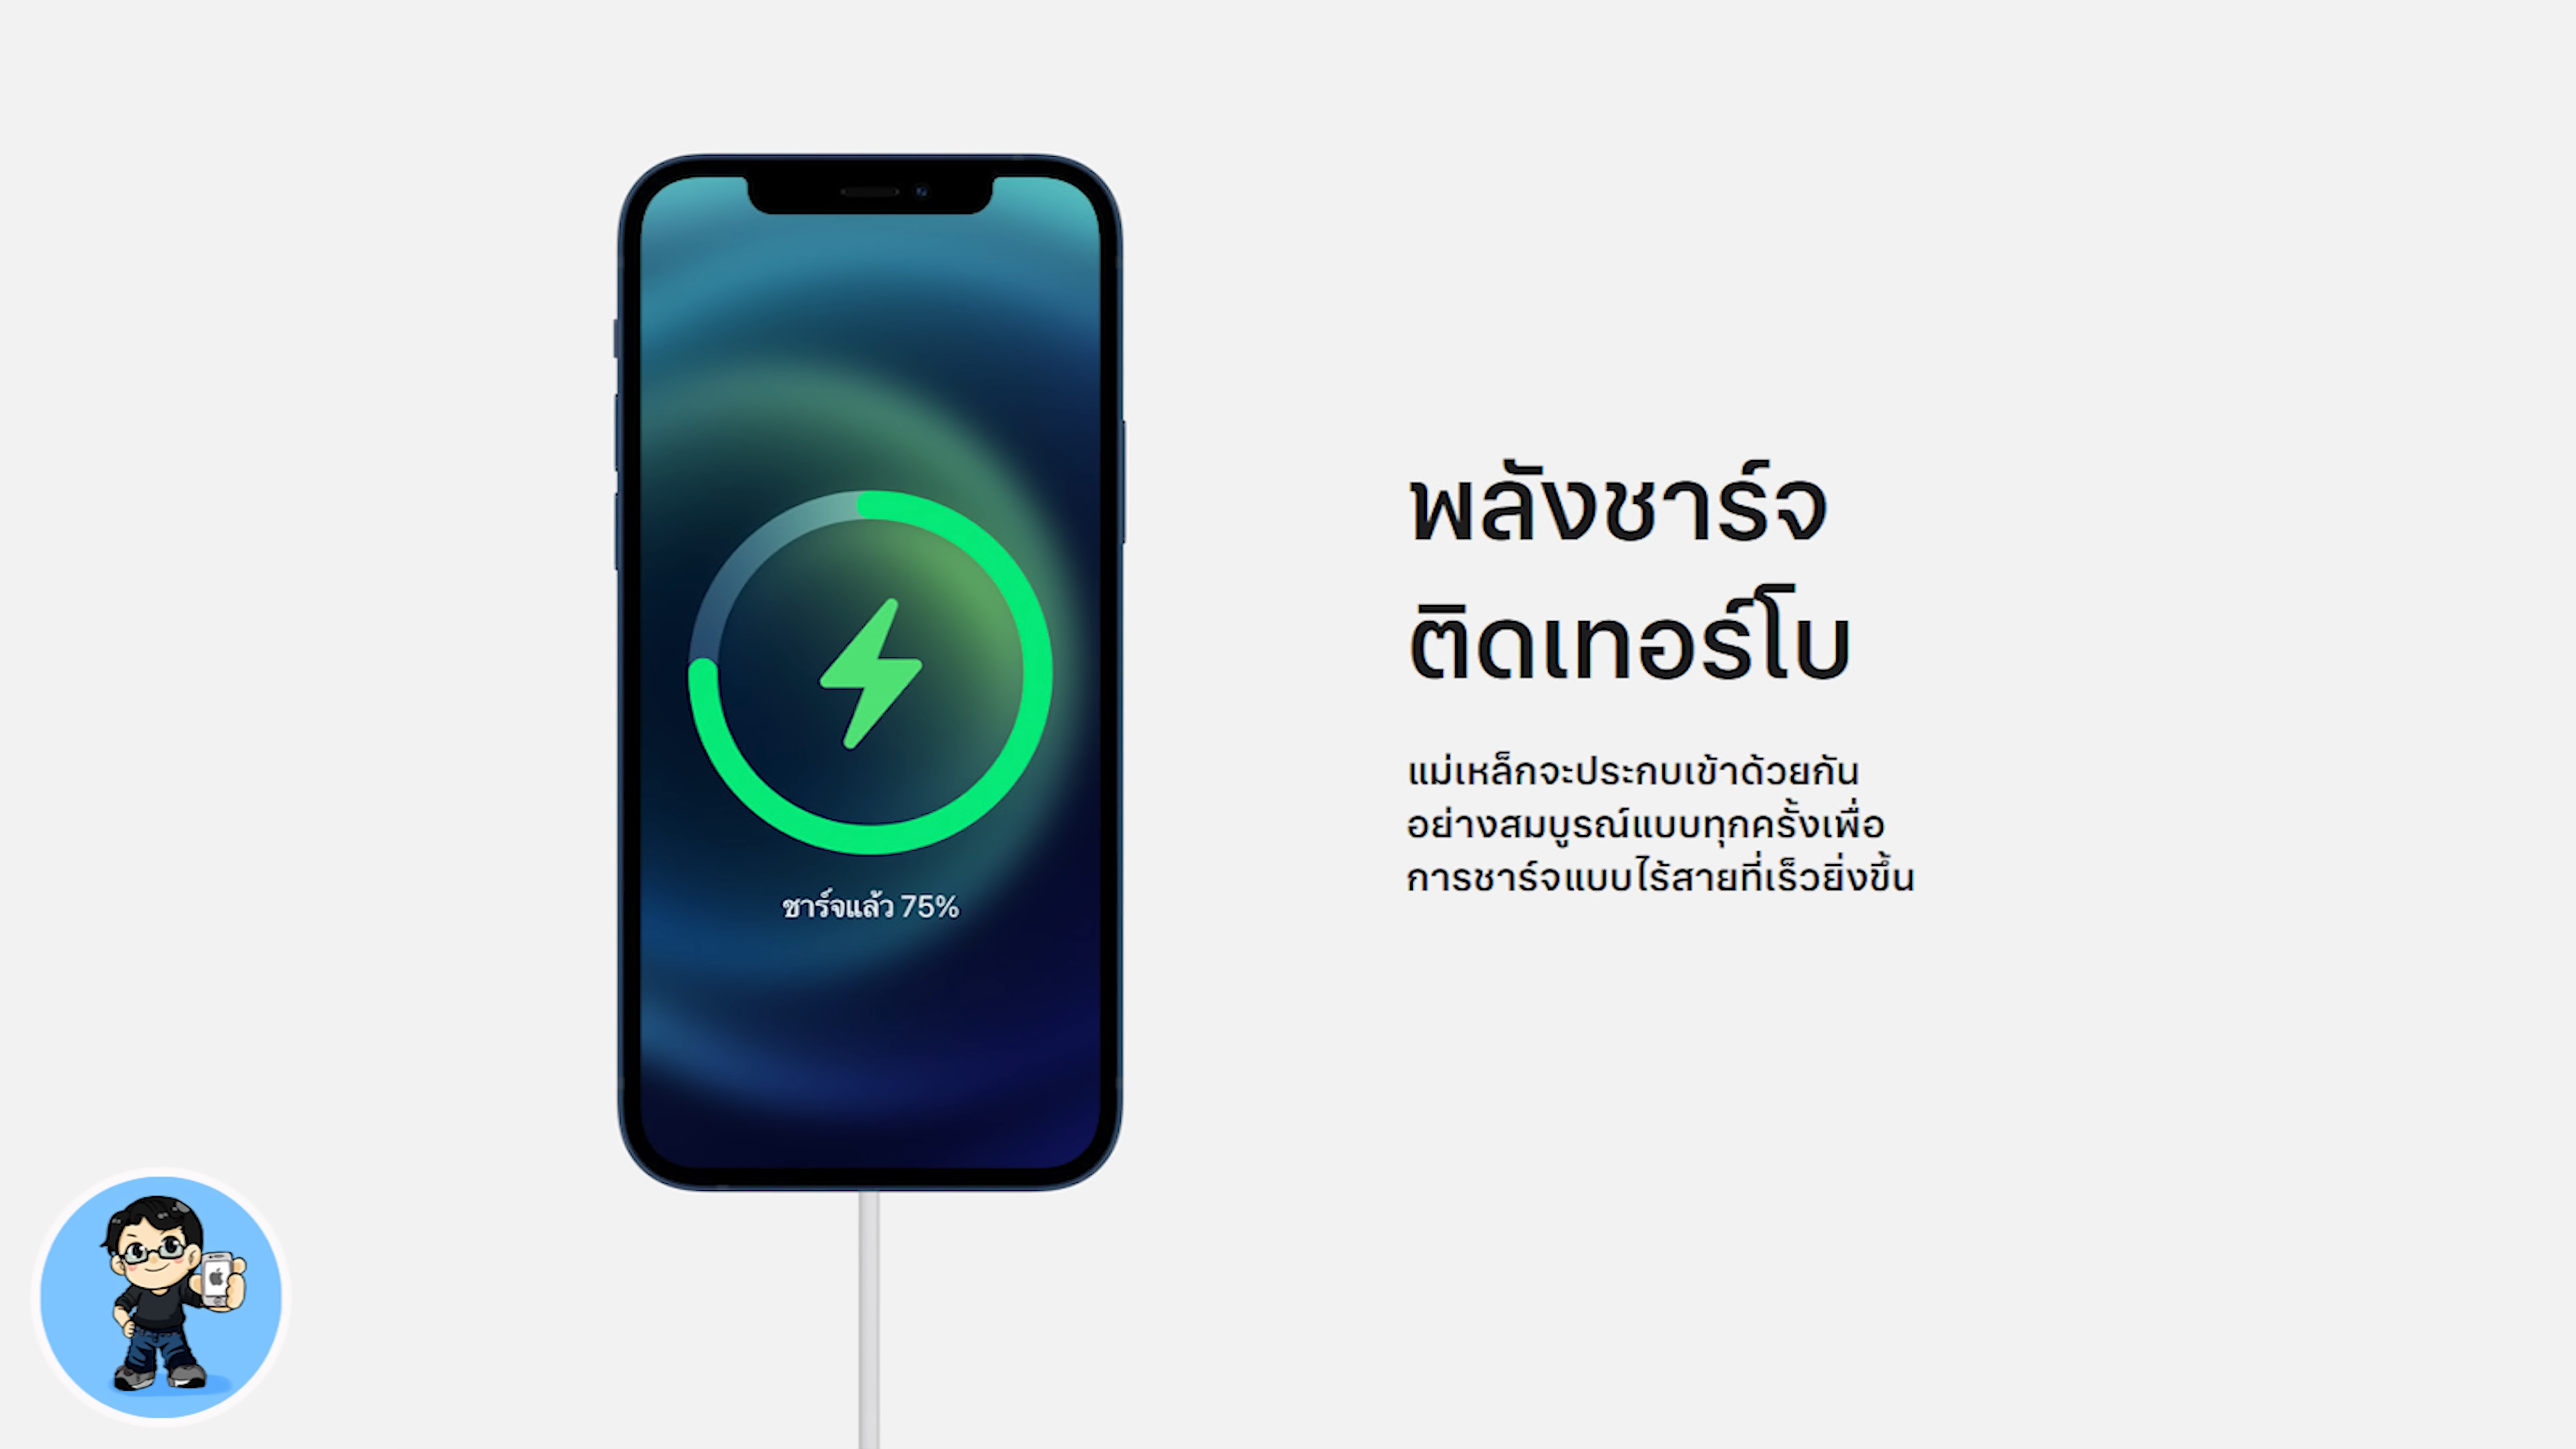 พลังชาร์จ
ติดเทอร์โบ
แม่เหล็กจะประกบเข้าด้วยกัน
อย่างสมบูรณ์แบบทุกครั้งเพื่อ
การชาร์จแบบไร้สายที่เร็วยิ่งขึ้น
ชาร์จแล้ว 75%